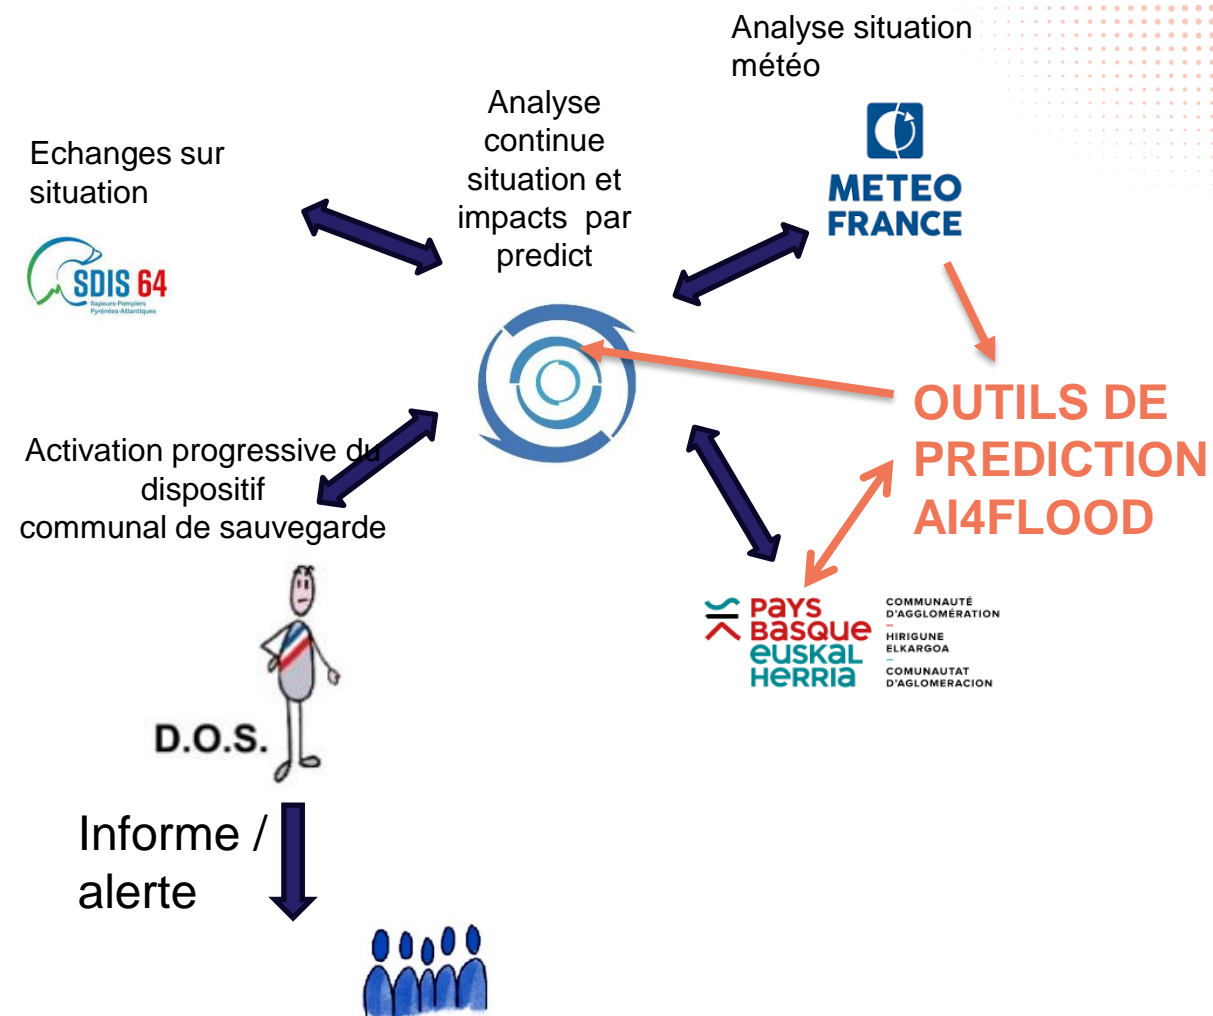 Analyse situation
météo
Analyse
continue
situation et
impacts par
predict
Echanges sur
situation
METEO
FRANCE
SDIS 64
Sapeurs-Pompiers
Pyrénées-Atlantiques
OUTILS DE
PREDICTION
AI4FLOOD
Activation progressive du
dispositif
communal de sauvegarde
PAYS
BASQUE
EUSKAL
HERRIA
COMMUNAUTÉ
D'AGGLOMÉRATION
HIRIGUNE
ELKARGOA
COMUNAUTAT
D'AGLOMERACION
D.O.S.
Informe /
alerte